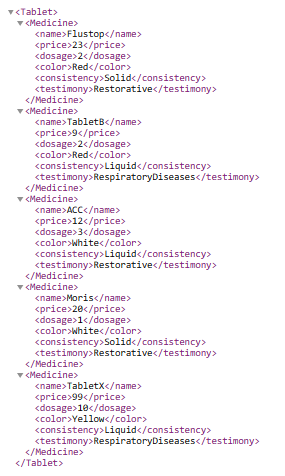 <Tablet>
<Medicine>
<name>Flustop</name>
<price>23</price>
<dosage>2</dosage>
<color>Red</color>
<consistency>Solid</consistency>
<testimony>Restorative</testimony>
</Medicine>
<Medicine>
<name>TabletB</name>
<price>9</price>
<dosage>2</dosage>
<color>Red</color>
<consistency>Liquid</consistency>
<testimony>RespiratoryDiseases</testimony>
</Medicine>
<Medicine>
<name>ACC</name>
<price>12</price>
<dosage>3</dosage>
<color>White</color>
<consistency>Liquid</consistency>
<testimony>Restorative</testimony>
</Medicine>
<Medicine>
<name>Moris</name>
<price>20</price>
<dosage>1</dosage>
<color>White</color>
<consistency>Solid</consistency>
<testimony>Restorative</testimony>
</Medicine>
<Medicine>
<name>TabletX</name>
<price>99</price>
<dosage>10</dosage>
<color>Yellow</color>
<consistency>Liquid</consistency>
<testimony>RespiratoryDiseases</testimony>
</Medicine>
</Tablet>